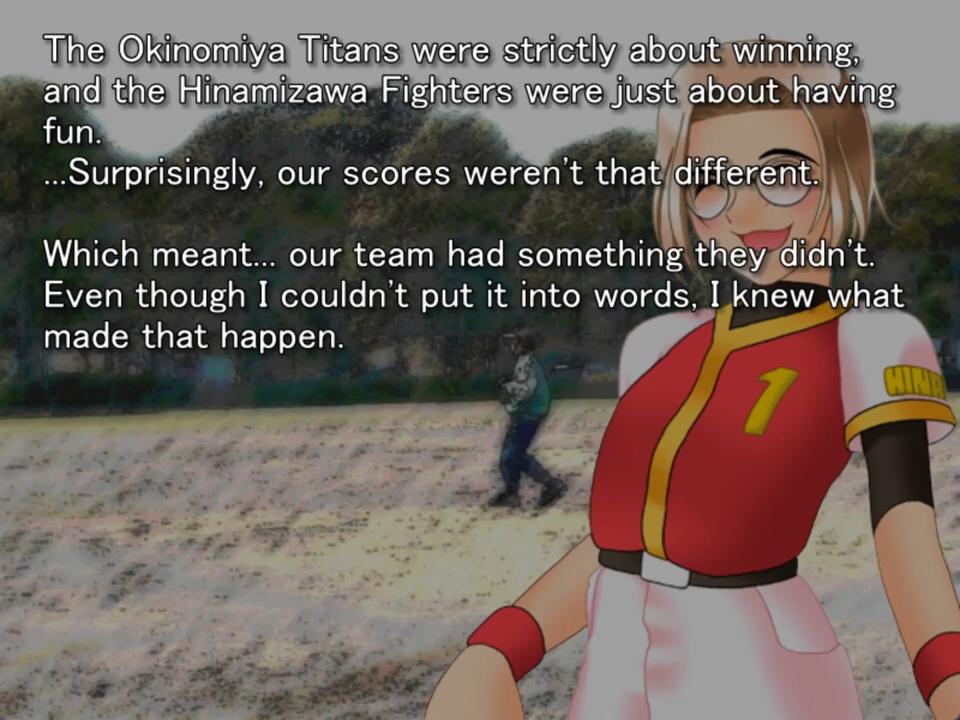 The Okinomiya Titans were strictly about winning,
and the Hinamizawa Fighters were just about having
fun.
...Surprisingly, our scores weren't that different.
Which meant... our team had something they didn't.
Even though I couldn't put it into words, I knew what
made that happen.
1